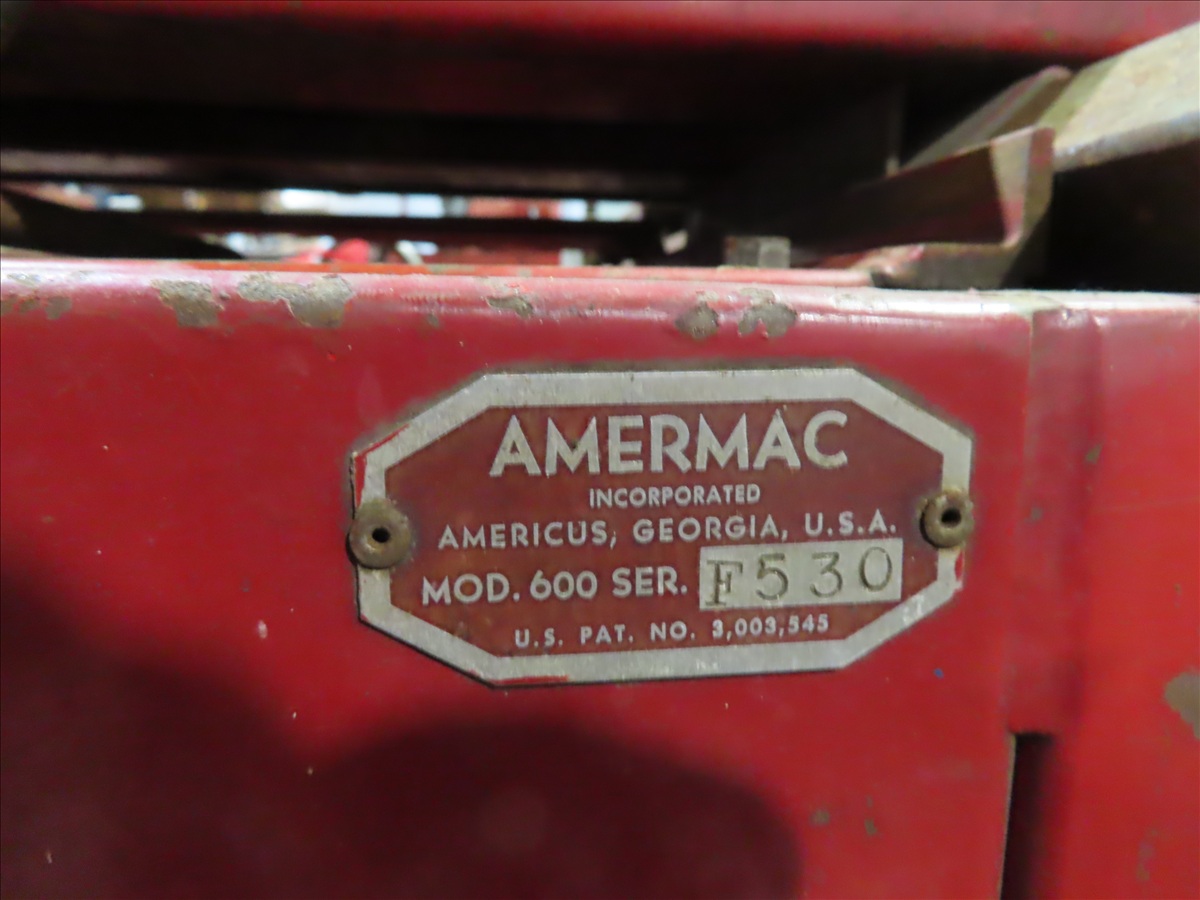 AMERMAC
INCORPORATED
AMERICUS, GEORGIA, U.S.A.
MOD. 600 SER. F530
U.S. PAT. NO. 3,003,545